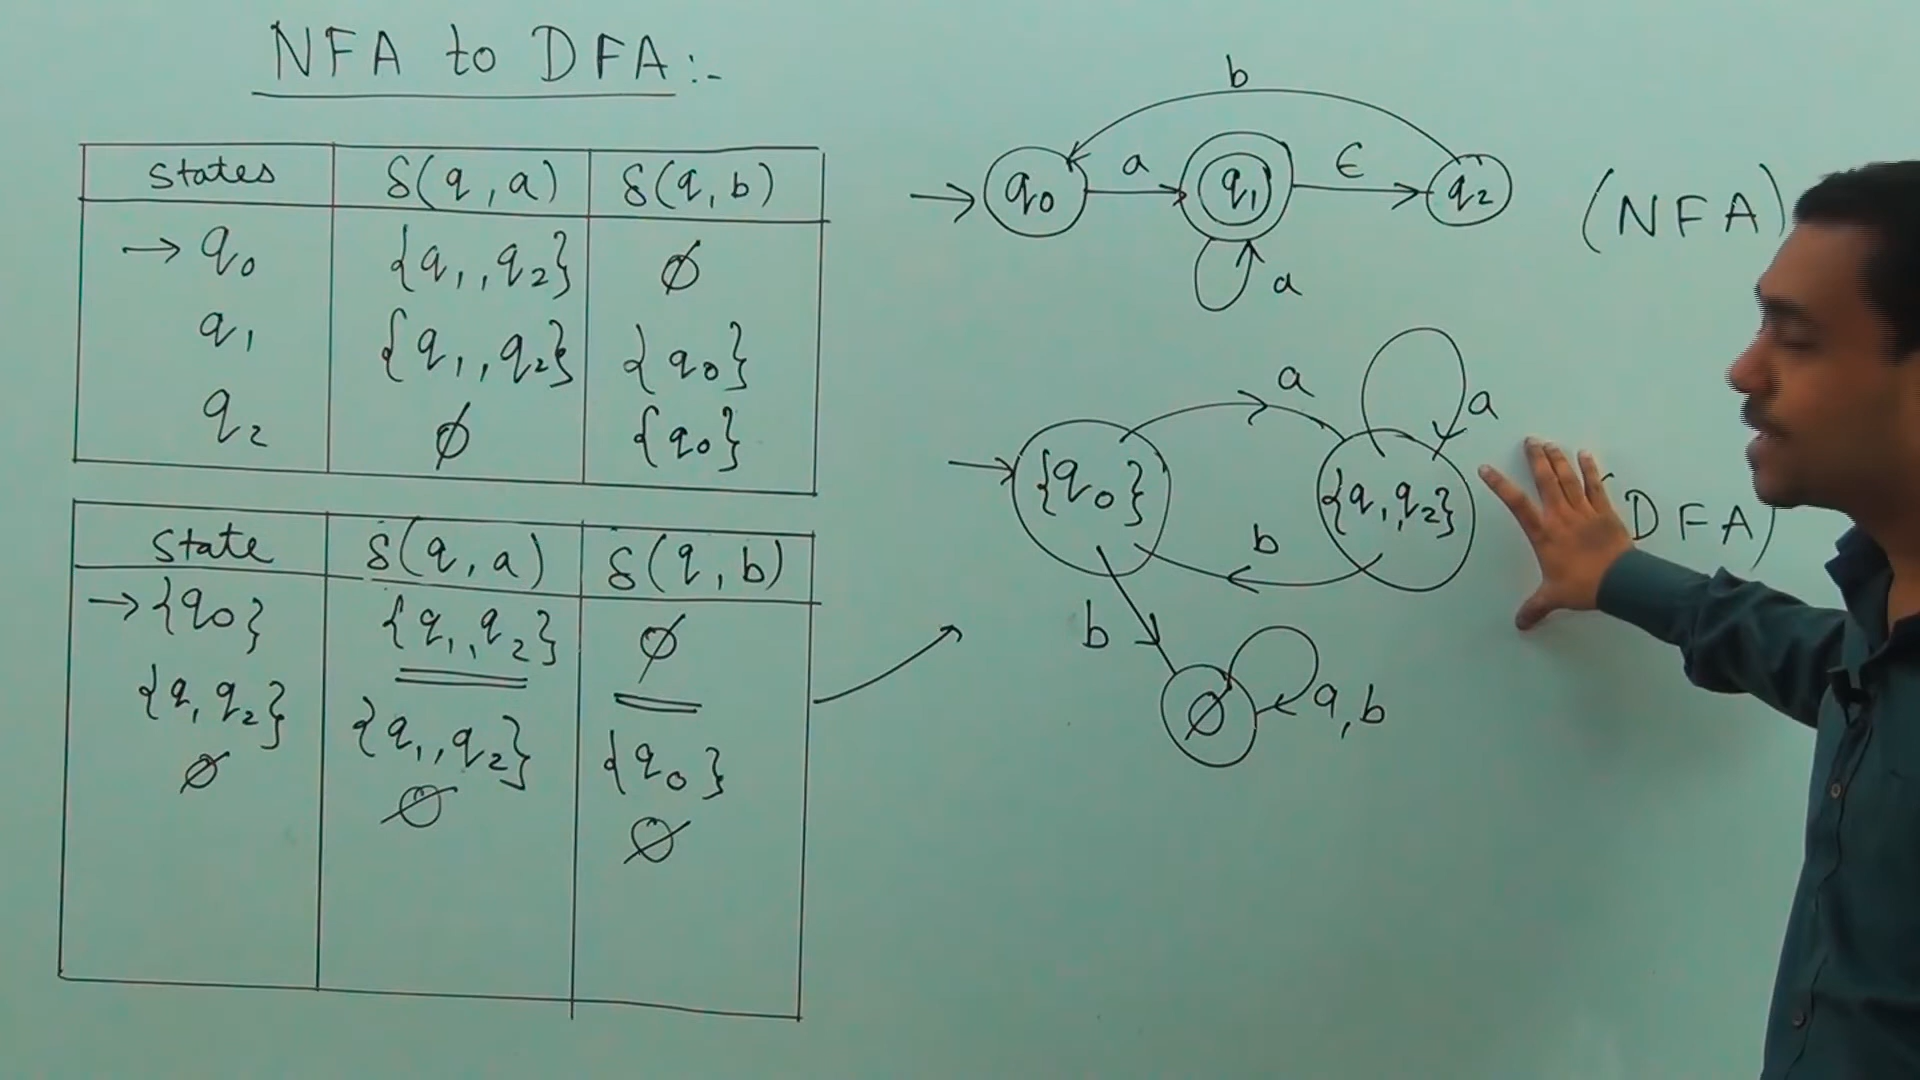 NFA to DFA :-
states δ(q, a) δ(q, b)
→ q₀ {q₁, q₂} ∅
q₁ {q₁, q₂} {q₀}
q₂ ∅ {q₀}
state δ(q, a) δ(q, b)
→ {q₀} {q₁, q₂} ∅
{q₁ q₂} {q₁, q₂} {q₀}
∅ ∅ ∅
b
→ q₀ a q₁ ϵ q₂ (NFA)
a
a a
→ {q₀} {q₁, q₂} (DFA)
b
b
∅ a, b